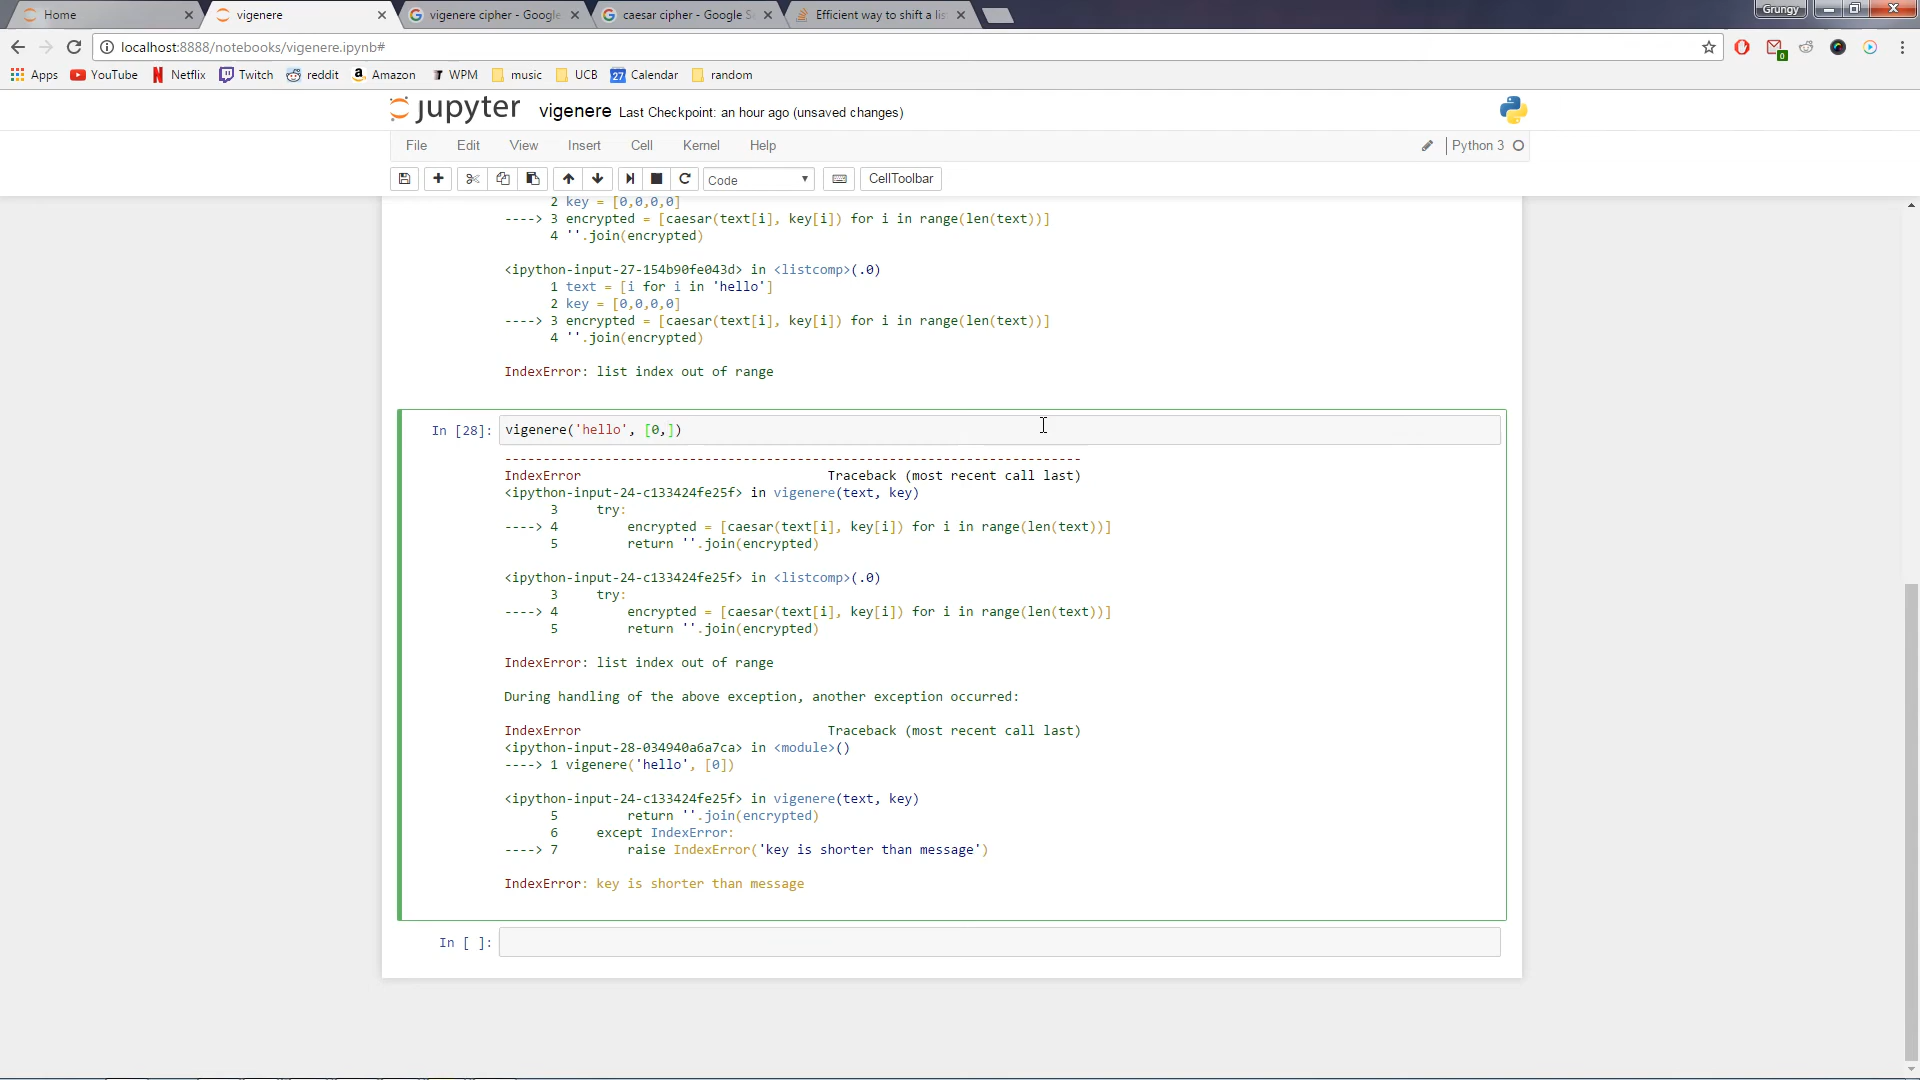 Home
vigenere
vigenere cipher - Google
caesar cipher - Google Se
Efficient way to shift a lis
Grungy
localhost:8888/notebooks/vigenere.ipynb#
Apps YouTube Netflix Twitch reddit Amazon WPM music UCB 27 Calendar random
jupyter vigenere Last Checkpoint: an hour ago (unsaved changes)
File Edit View Insert Cell Kernel Help Python 3
Code CellToolbar
2 key = [0,0,0,0]
----> 3 encrypted = [caesar(text[i], key[i]) for i in range(len(text))]
4 ''.join(encrypted)
<ipython-input-27-154b90fe043d> in <listcomp>(.0)
1 text = [i for i in 'hello']
2 key = [0,0,0,0]
----> 3 encrypted = [caesar(text[i], key[i]) for i in range(len(text))]
4 ''.join(encrypted)
IndexError: list index out of range
In [28]: vigenere('hello', [0,])
---------------------------------------------------------------------------
IndexError Traceback (most recent call last)
<ipython-input-24-c133424fe25f> in vigenere(text, key)
3 try:
----> 4 encrypted = [caesar(text[i], key[i]) for i in range(len(text))]
5 return ''.join(encrypted)
<ipython-input-24-c133424fe25f> in <listcomp>(.0)
3 try:
----> 4 encrypted = [caesar(text[i], key[i]) for i in range(len(text))]
5 return ''.join(encrypted)
IndexError: list index out of range
During handling of the above exception, another exception occurred:
IndexError Traceback (most recent call last)
<ipython-input-28-034940a6a7ca> in <module>()
----> 1 vigenere('hello', [0])
<ipython-input-24-c133424fe25f> in vigenere(text, key)
5 return ''.join(encrypted)
6 except IndexError:
----> 7 raise IndexError('key is shorter than message')
IndexError: key is shorter than message
In [ ]: